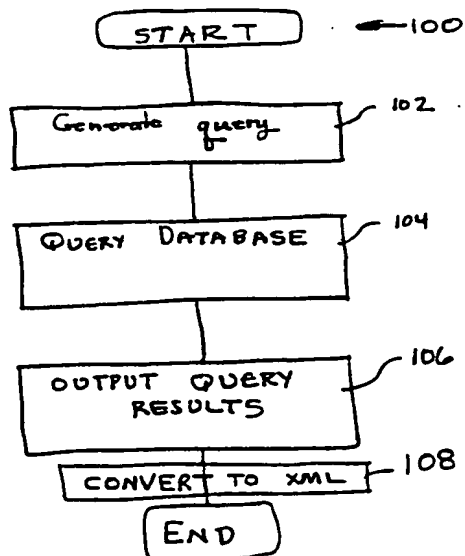 START 100
Generate query 102
QUERY DATABASE 104
OUTPUT QUERY 106
RESULTS
CONVERT TO XML 108
END